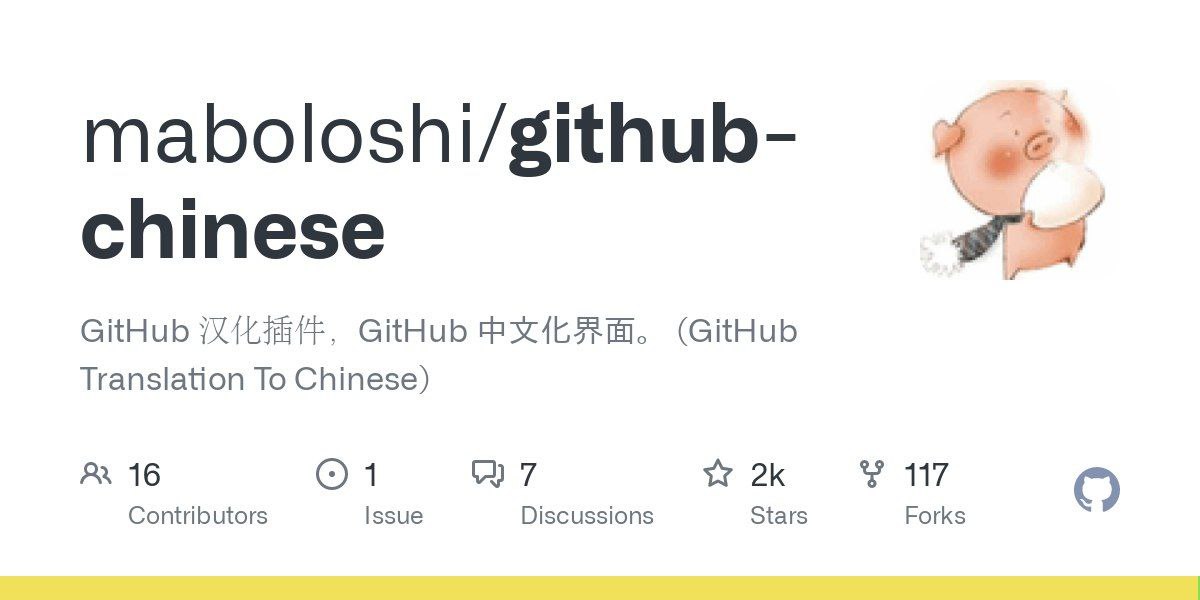 maboloshi/github-
chinese
GitHub 汉化插件，GitHub 中文化界面。 (GitHub
Translation To Chinese）
16 1 7 2k 117
Contributors Issue Discussions Stars Forks